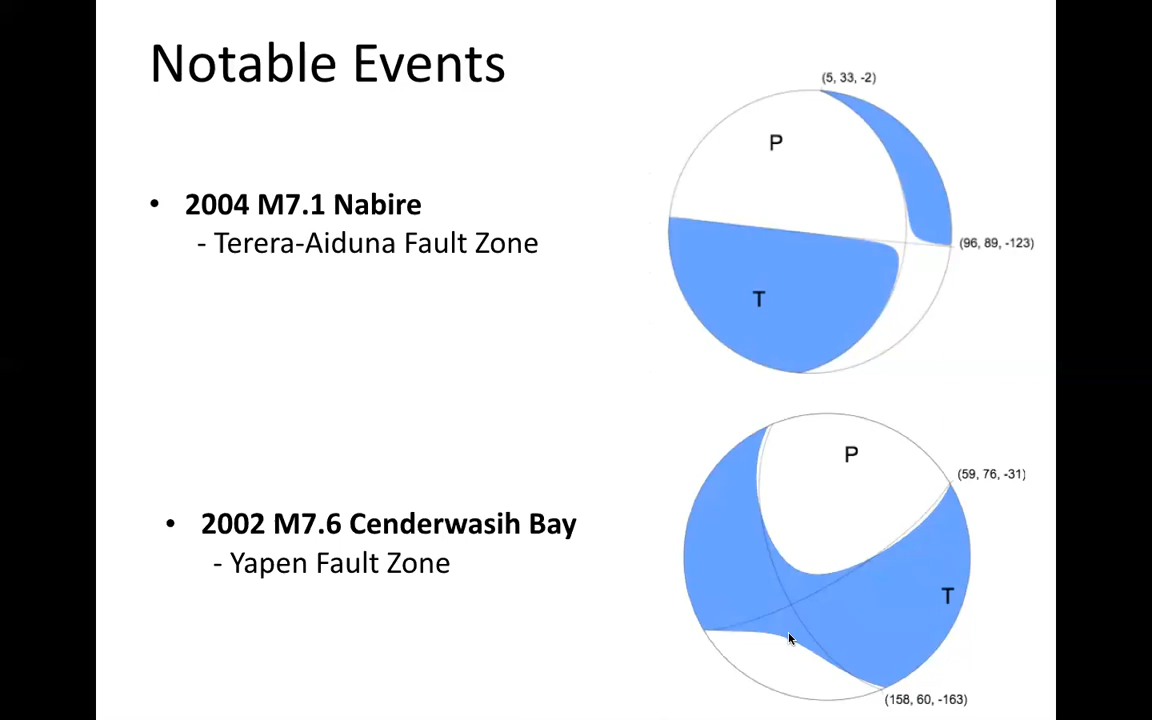 Notable Events
(5, 33, -2)
P
• 2004 M7.1 Nabire
- Terera-Aiduna Fault Zone
(96, 89, -123)
T
P
(59, 76, -31)
• 2002 M7.6 Cenderwasih Bay
- Yapen Fault Zone
T
(158, 60, -163)